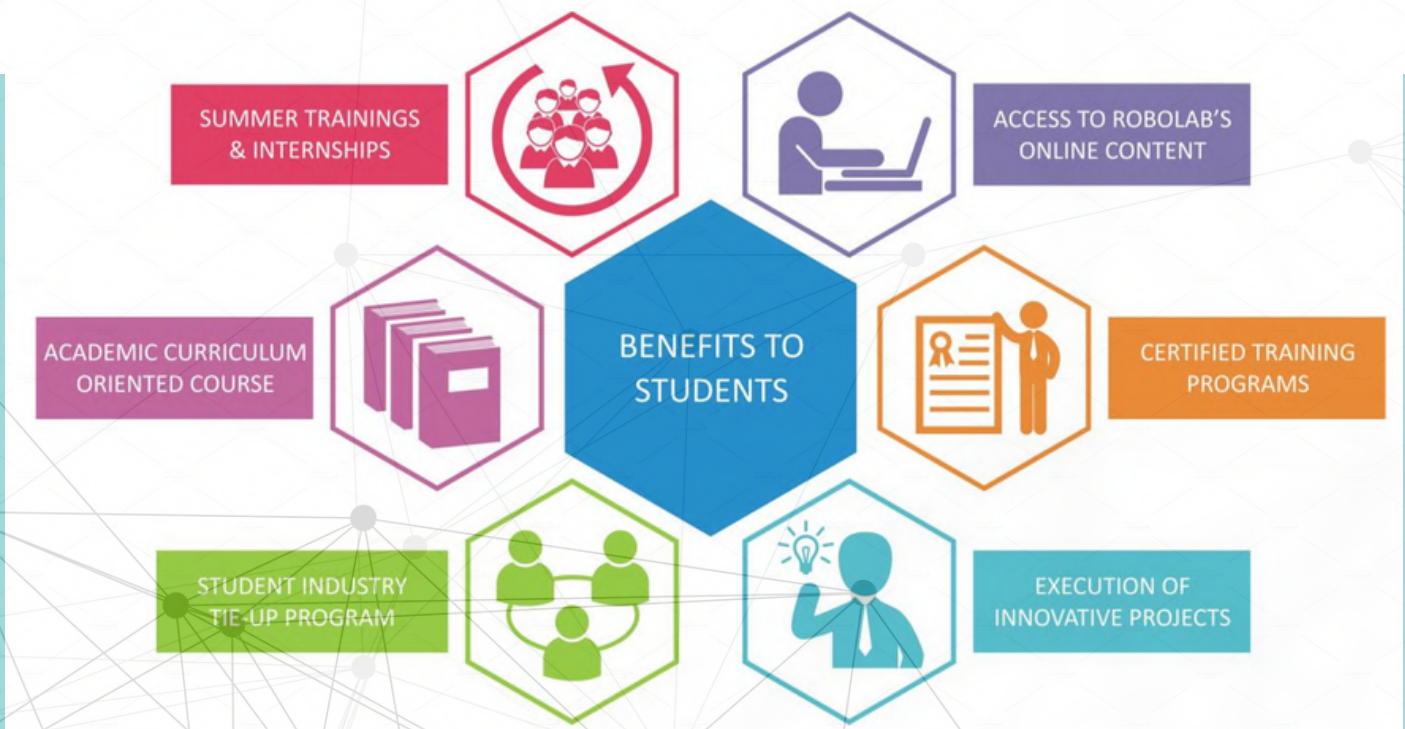 SUMMER TRAININGS
& INTERNSHIPS
ACCESS TO ROBOLAB'S
ONLINE CONTENT
ACADEMIC CURRICULUM
ORIENTED COURSE
BENEFITS TO
STUDENTS
CERTIFIED TRAINING
PROGRAMS
STUDENT INDUSTRY
TIE-UP PROGRAM
EXECUTION OF
INNOVATIVE PROJECTS